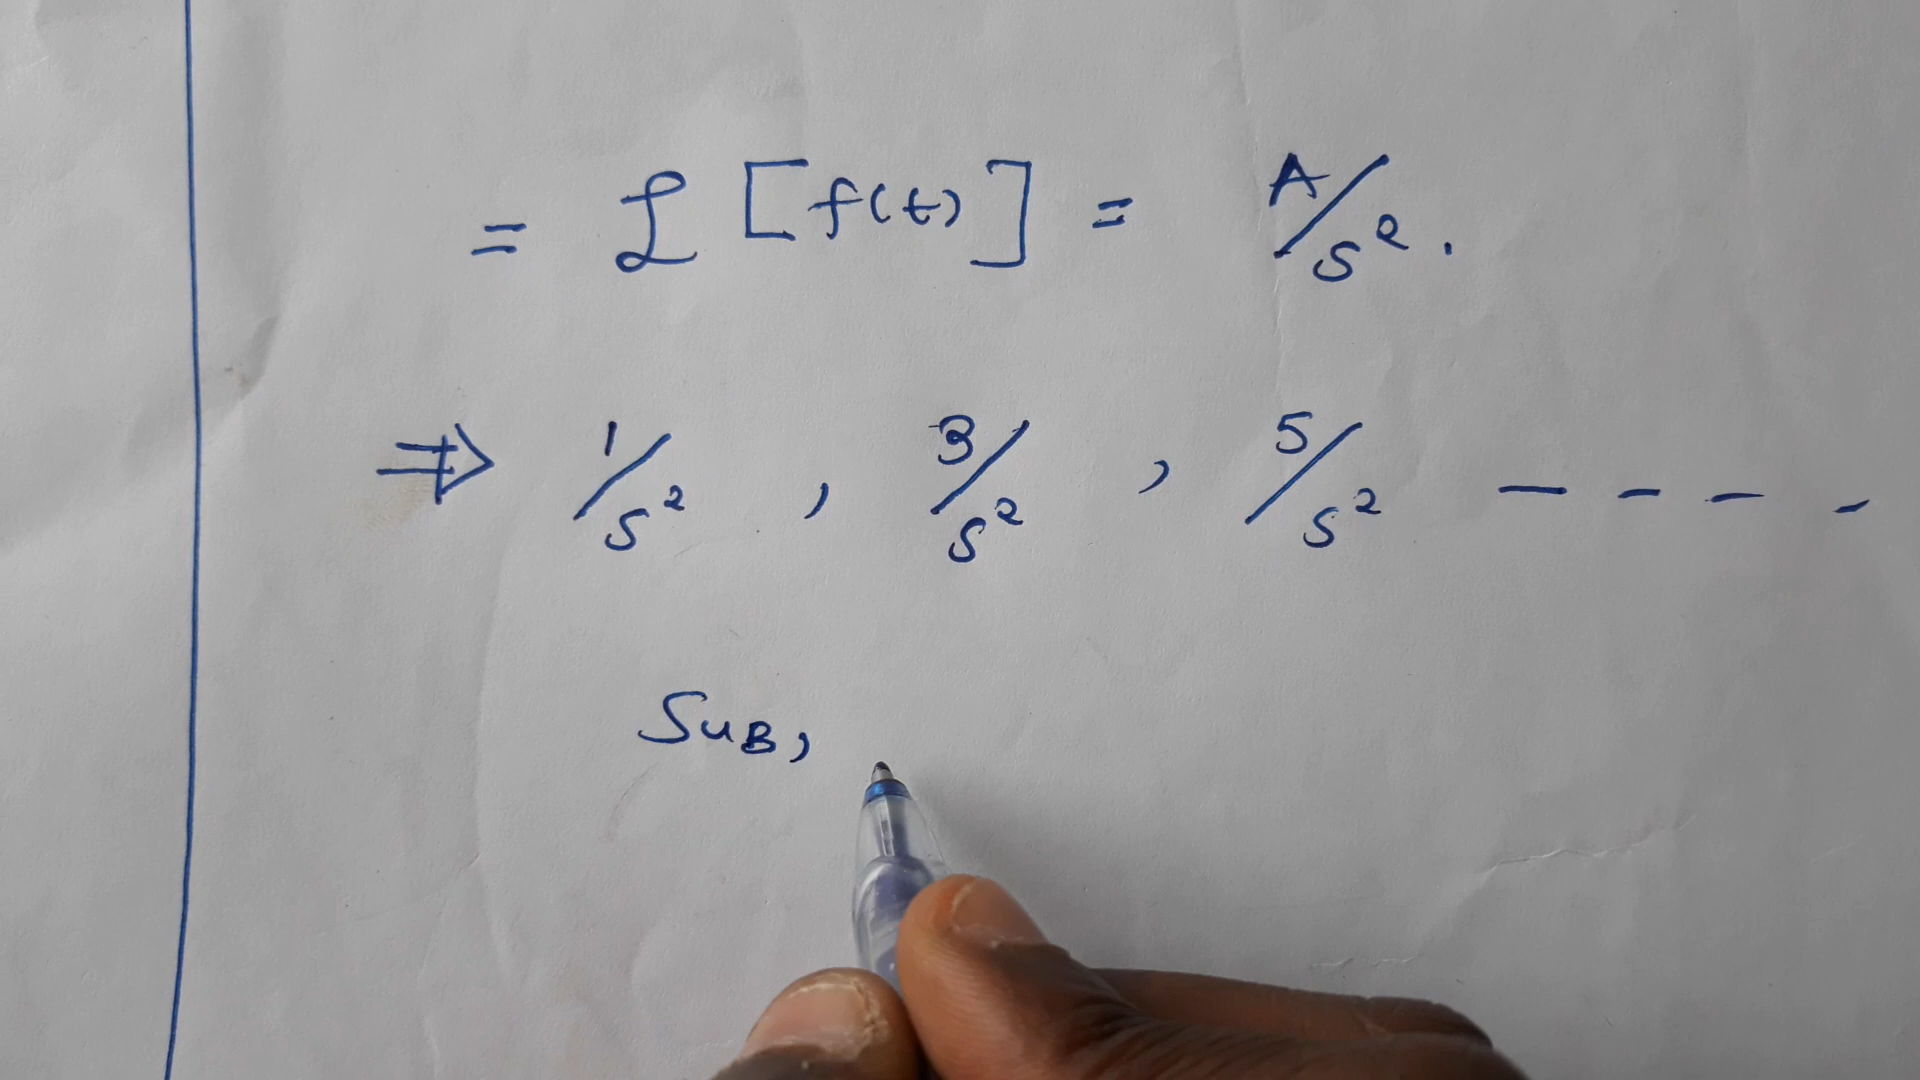 = ℒ [f(t)] = A/s².
⇒ 1/s² , 3/s² , 5/s² - - - -
SuB,